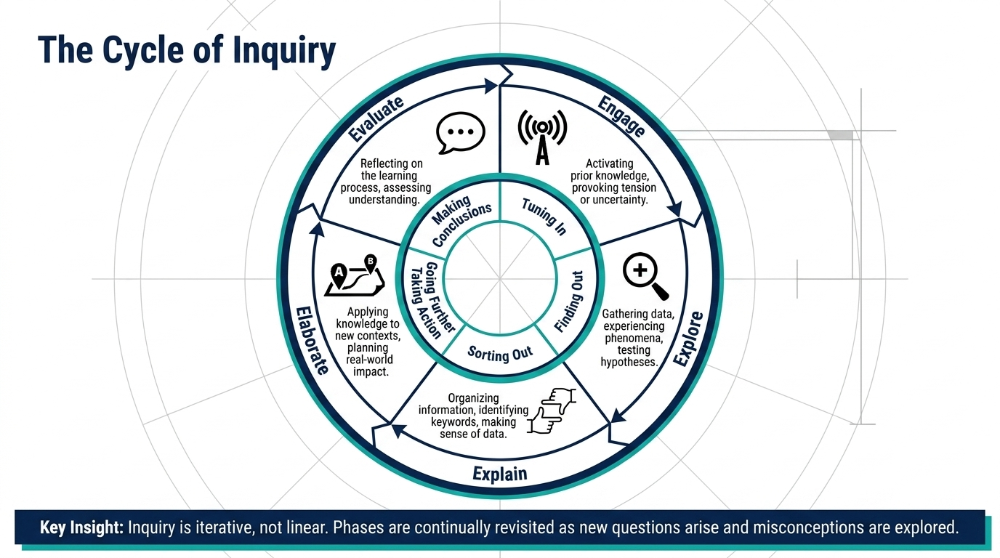 The Cycle of Inquiry
Engage
Activating
prior knowledge,
provoking tension
or uncertainty.
Tuning In
Explore
Gathering data,
experiencing
phenomena,
testing
hypotheses.
Finding Out
Explain
Organizing
information, identifying
keywords, making
sense of data.
Sorting Out
Elaborate
A
B
Applying
knowledge to
new contexts,
planning
real-world
impact.
Going Further
Taking Action
Evaluate
Reflecting on
the learning
process, assessing
understanding.
Making
Conclusions
Key Insight: Inquiry is iterative, not linear. Phases are continually revisited as new questions arise and misconceptions are explored.